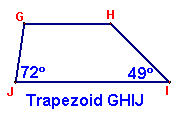 G H
72° 49°
J I
Trapezoid GHIJ